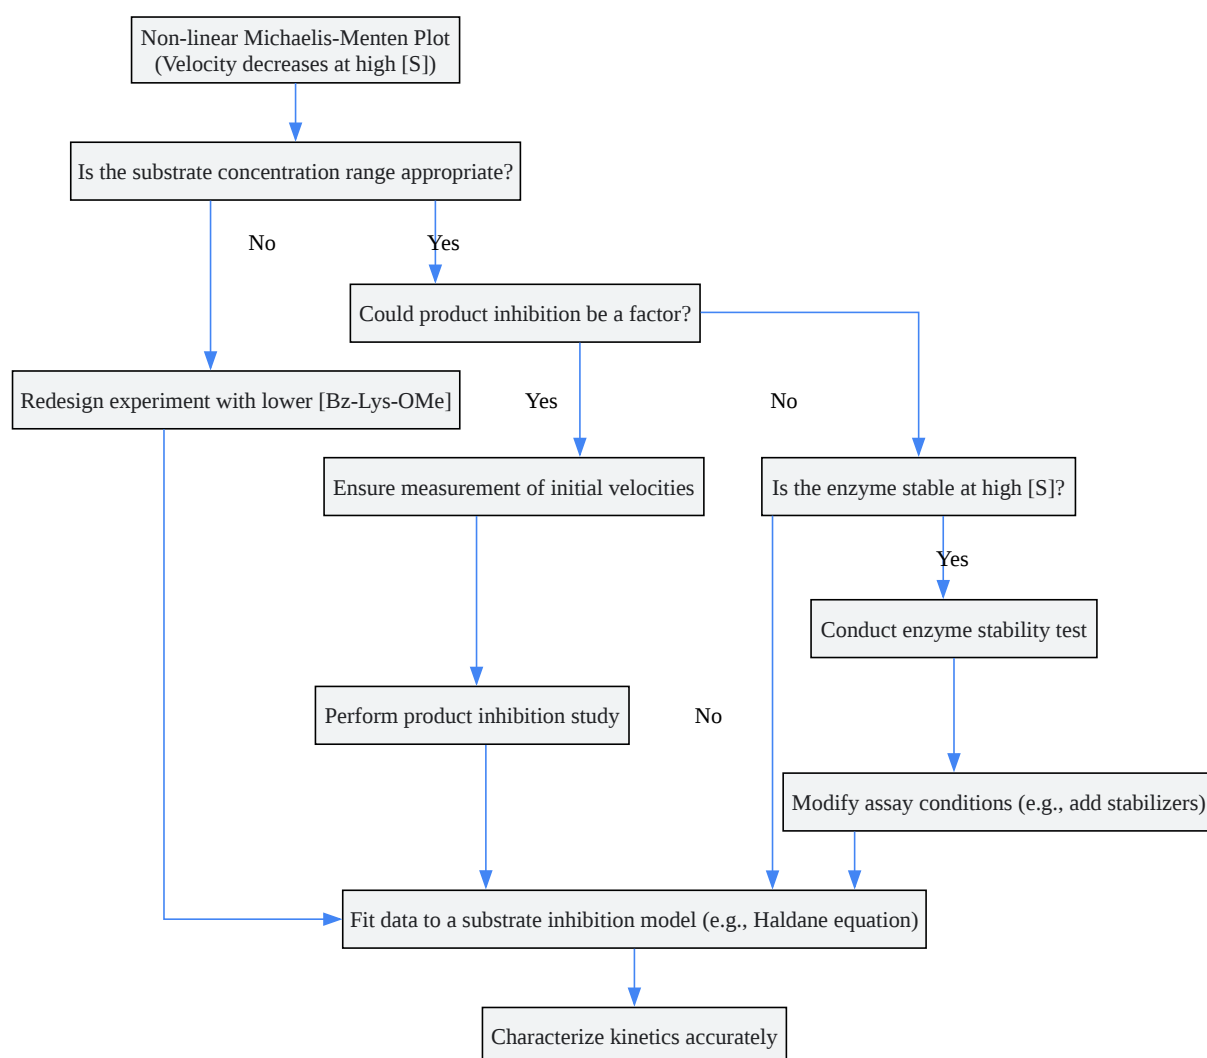 Non-linear Michaelis-Menten Plot
(Velocity decreases at high [S])
Is the substrate concentration range appropriate?
No
Yes
Could product inhibition be a factor?
Redesign experiment with lower [Bz-Lys-OMe]
Yes
No
Ensure measurement of initial velocities
Is the enzyme stable at high [S]?
Yes
Conduct enzyme stability test
Perform product inhibition study
No
Modify assay conditions (e.g., add stabilizers)
Fit data to a substrate inhibition model (e.g., Haldane equation)
Characterize kinetics accurately